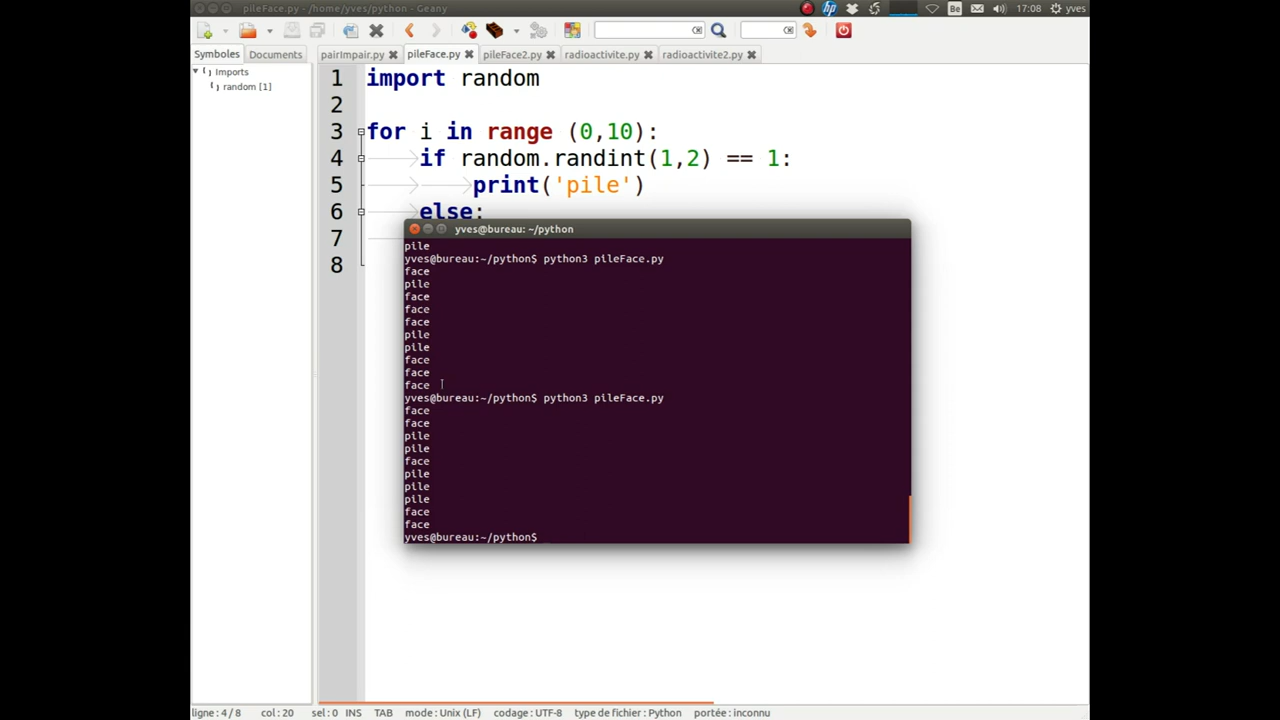 pileFace.py - /home/yves/python - Geany
Be 17:08 yves
Symboles Documents
pairImpair.py pileFace.py pileFace2.py radioactivite.py radioactivite2.py
Imports
random [1]
1 import random
2
3 for i in range (0,10):
4 if random.randint(1,2) == 1:
5 print('pile')
6 else:
7
8
yves@bureau: ~/python
pile
yves@bureau:~/python$ python3 pileFace.py
face
pile
face
face
face
pile
pile
face
face
face
yves@bureau:~/python$ python3 pileFace.py
face
face
pile
pile
face
pile
pile
pile
face
face
yves@bureau:~/python$
ligne : 4 / 8 col : 20 sel : 0 INS TAB mode : Unix (LF) codage : UTF-8 type de fichier : Python portée : inconnu